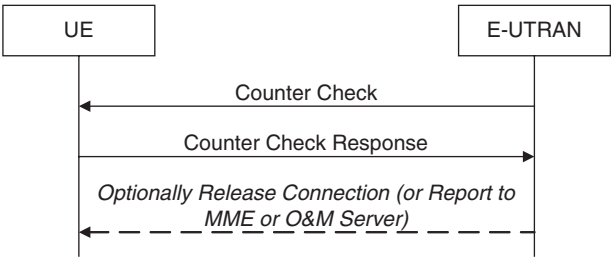 UE
E-UTRAN
Counter Check
Counter Check Response
Optionally Release Connection (or Report to
MME or O&M Server)